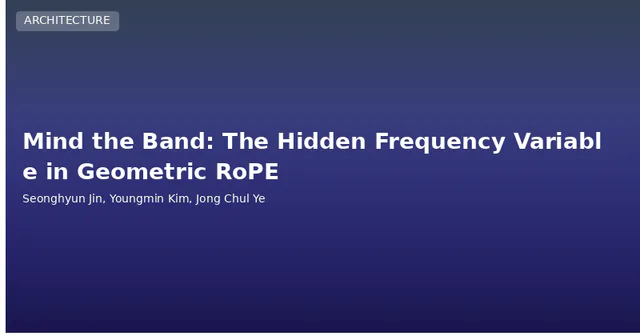 ARCHITECTURE
Mind the Band: The Hidden Frequency Variabl
e in Geometric RoPE
Seonghyun Jin, Youngmin Kim, Jong Chul Ye